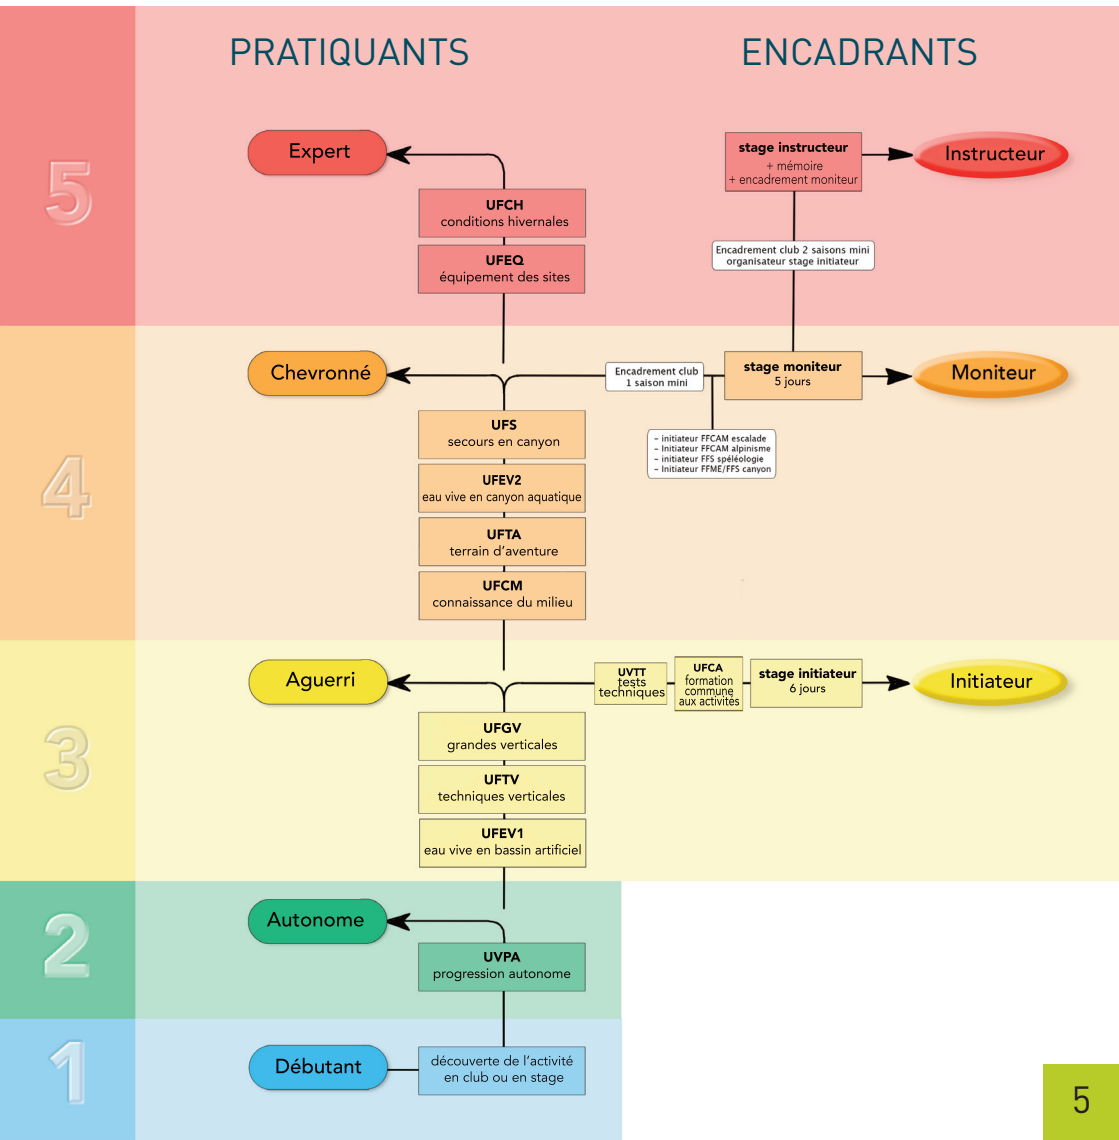 PRATIQUANTS
ENCADRANTS
5
Expert
stage instructeur
+ mémoire
+ encadrement moniteur
Instructeur
UFCH
conditions hivernales
UFEQ
équipement des sites
Encadrement club 2 saisons mini
organisateur stage initiateur
4
Chevronné
Encadrement club
1 saison mini
stage moniteur
5 jours
Moniteur
UFS
secours en canyon
- initiateur FFCAM escalade
- Initiateur FFCAM alpinisme
- initiateur FFS spéléologie
- Initiateur FFME/FFS canyon
UFEV2
eau vive en canyon aquatique
UFTA
terrain d'aventure
UFCM
connaissance du milieu
3
Aguerri
UVTT
tests
techniques
UFCA
formation
commune
aux activités
stage initiateur
6 jours
Initiateur
UFGV
grandes verticales
UFTV
techniques verticales
UFEV1
eau vive en bassin artificiel
2
Autonome
UVPA
progression autonome
1
Débutant
découverte de l'activité
en club ou en stage
5